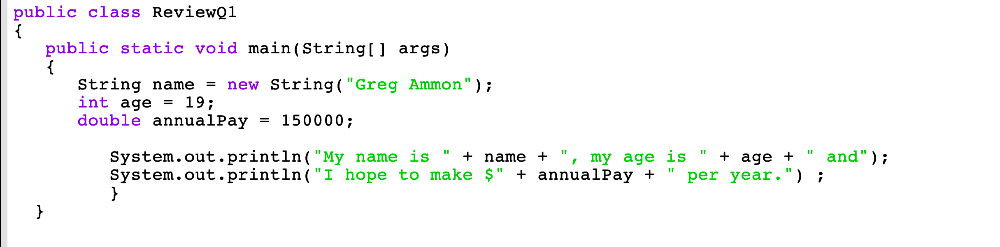 public class ReviewQ1
{
public static void main(String[] args)
{
String name = new String("Greg Ammon");
int age = 19;
double annualPay = 150000;
System.out.println("My name is " + name + ", my age is " + age + " and");
System.out.println("I hope to make $" + annualPay + " per year.") ;
}
}